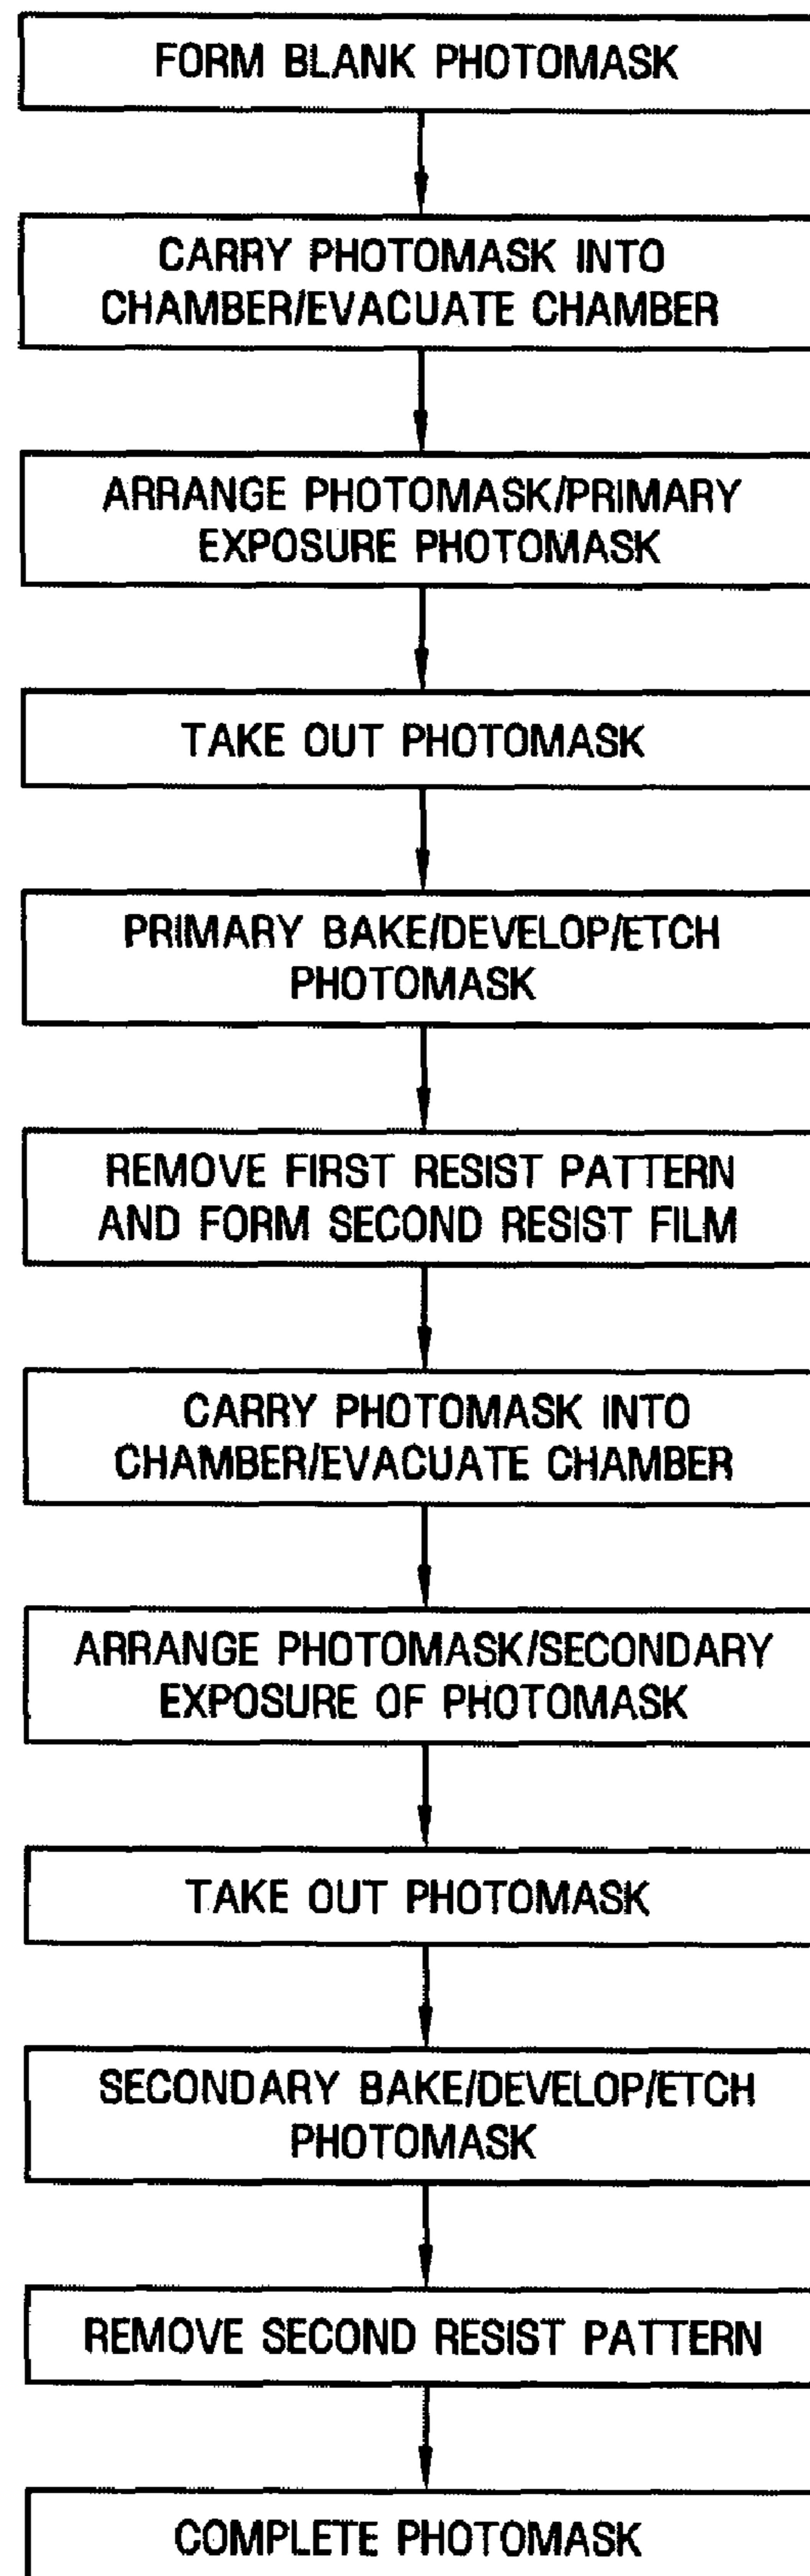 FORM BLANK PHOTOMASK
CARRY PHOTOMASK INTO
CHAMBER/EVACUATE CHAMBER
ARRANGE PHOTOMASK/PRIMARY
EXPOSURE PHOTOMASK
TAKE OUT PHOTOMASK
PRIMARY BAKE/DEVELOP/ETCH
PHOTOMASK
REMOVE FIRST RESIST PATTERN
AND FORM SECOND RESIST FILM
CARRY PHOTOMASK INTO
CHAMBER/EVACUATE CHAMBER
ARRANGE PHOTOMASK/SECONDARY
EXPOSURE OF PHOTOMASK
TAKE OUT PHOTOMASK
SECONDARY BAKE/DEVELOP/ETCH
PHOTOMASK
REMOVE SECOND RESIST PATTERN
COMPLETE PHOTOMASK